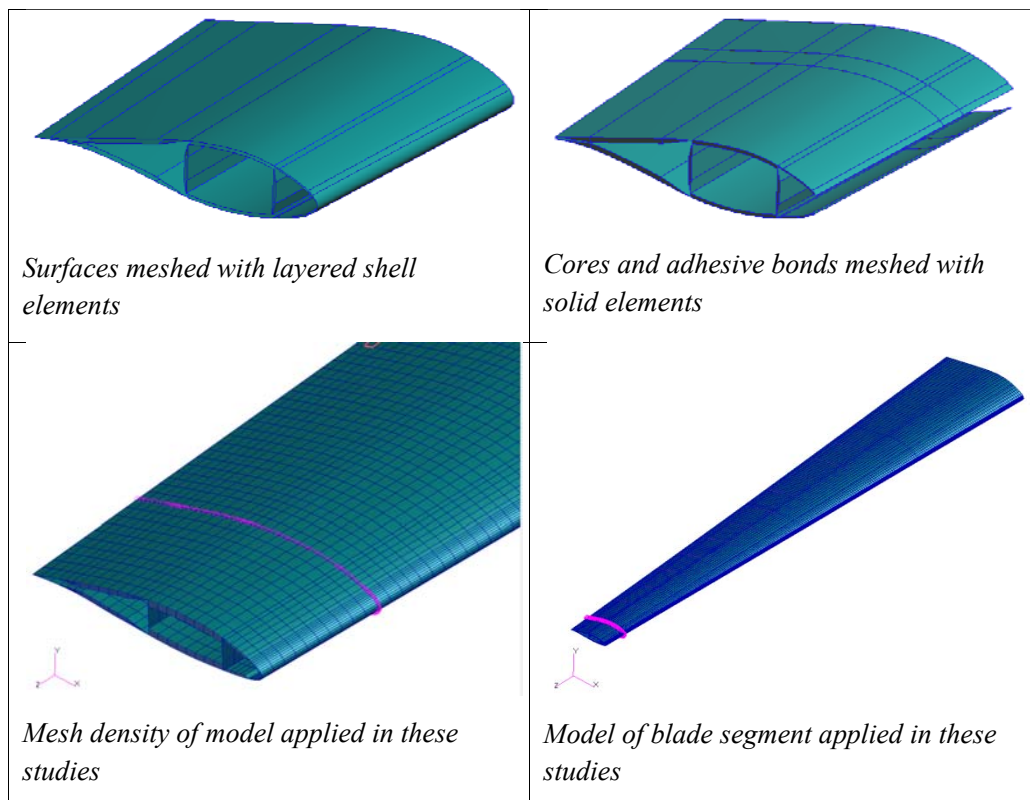 Surfaces meshed with layered shell
elements
Cores and adhesive bonds meshed with
solid elements
Y
Z
X
Mesh density of model applied in these
studies
Y
Z
X
Model of blade segment applied in these
studies